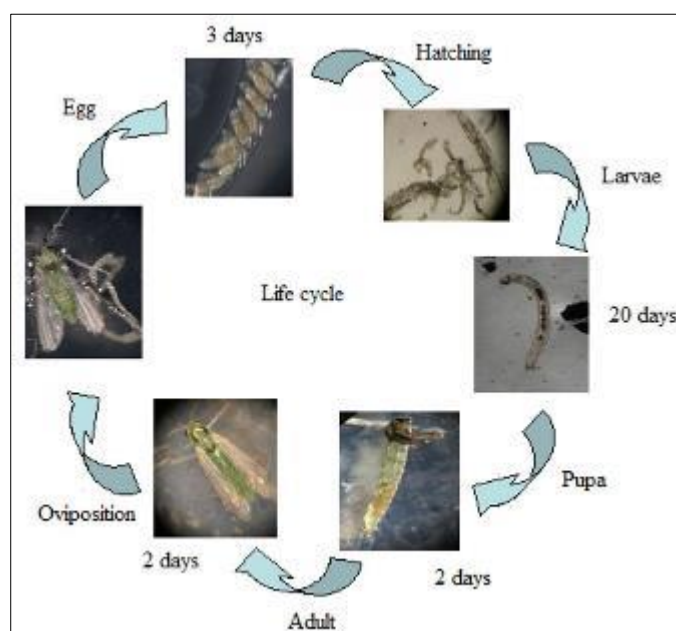 3 days
Hatching
Egg
Larvae
Life cycle
20 days
Pupa
Oviposition
2 days
2 days
Adult